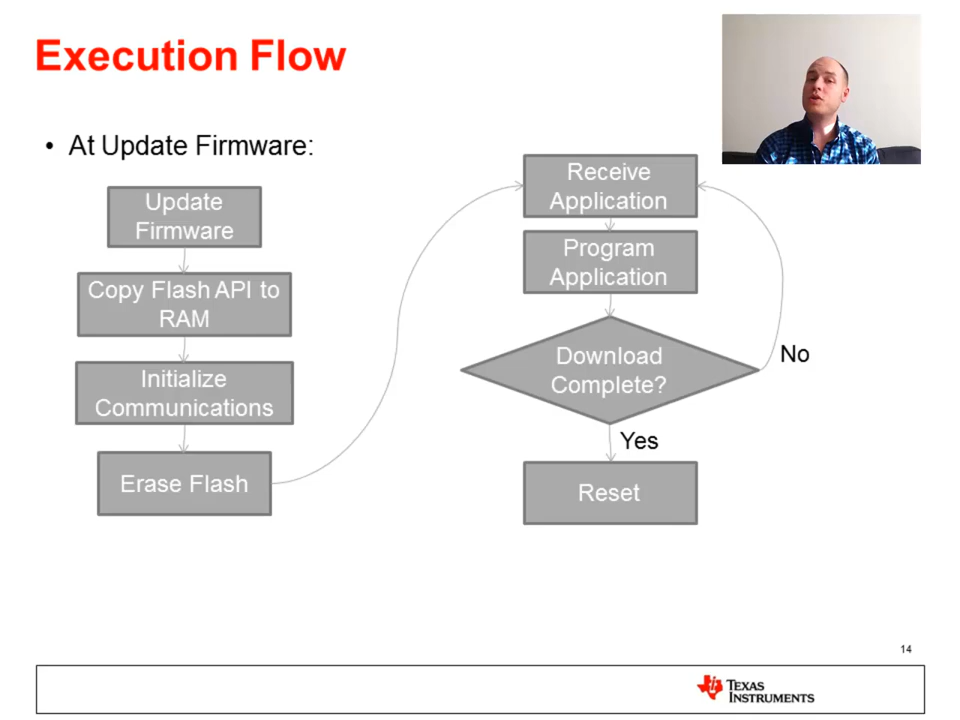 Execution Flow
• At Update Firmware:
Update
Firmware
Copy Flash API to
RAM
Initialize
Communications
Erase Flash
Receive
Application
Program
Application
Download
Complete?
No
Yes
Reset
14
TEXAS
INSTRUMENTS